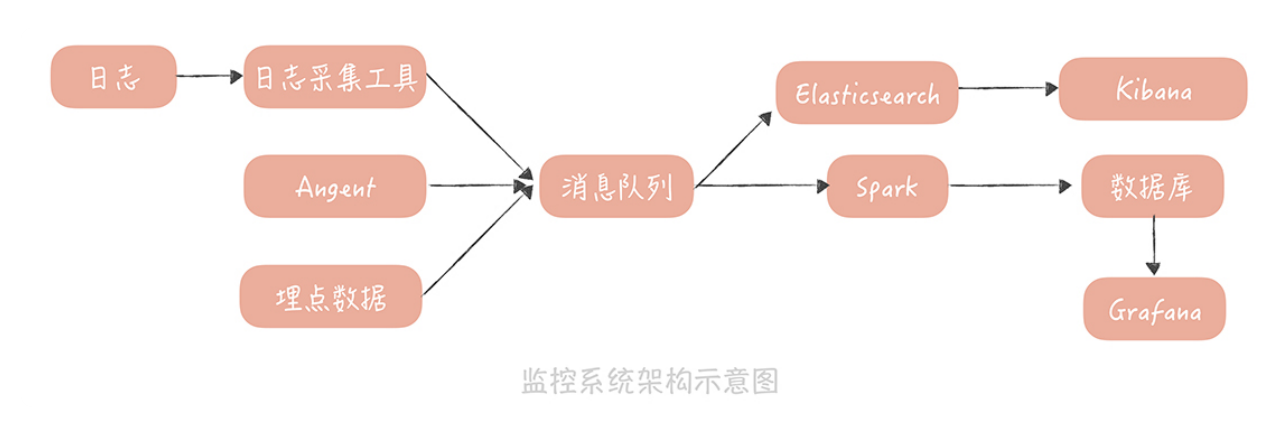 日志
日志采集工具
Angent
埋点数据
消息队列
Elasticsearch
Kibana
Spark
数据库
Grafana
监控系统架构示意图